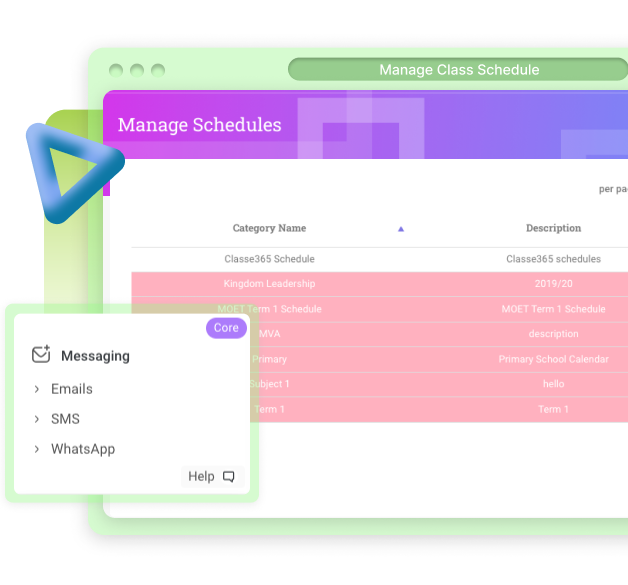 Manage Class Schedule
Manage Schedules
per pa
Category Name Description
Classe365 Schedule Classe365 schedules
Kingdom Leadership 2019/20
MOET Term 1 Schedule MOET Term 1 Schedule
MVA description
Primary Primary School Calendar
Subject 1 hello
Term 1 Term 1
Core
Messaging
Emails
SMS
WhatsApp
Help